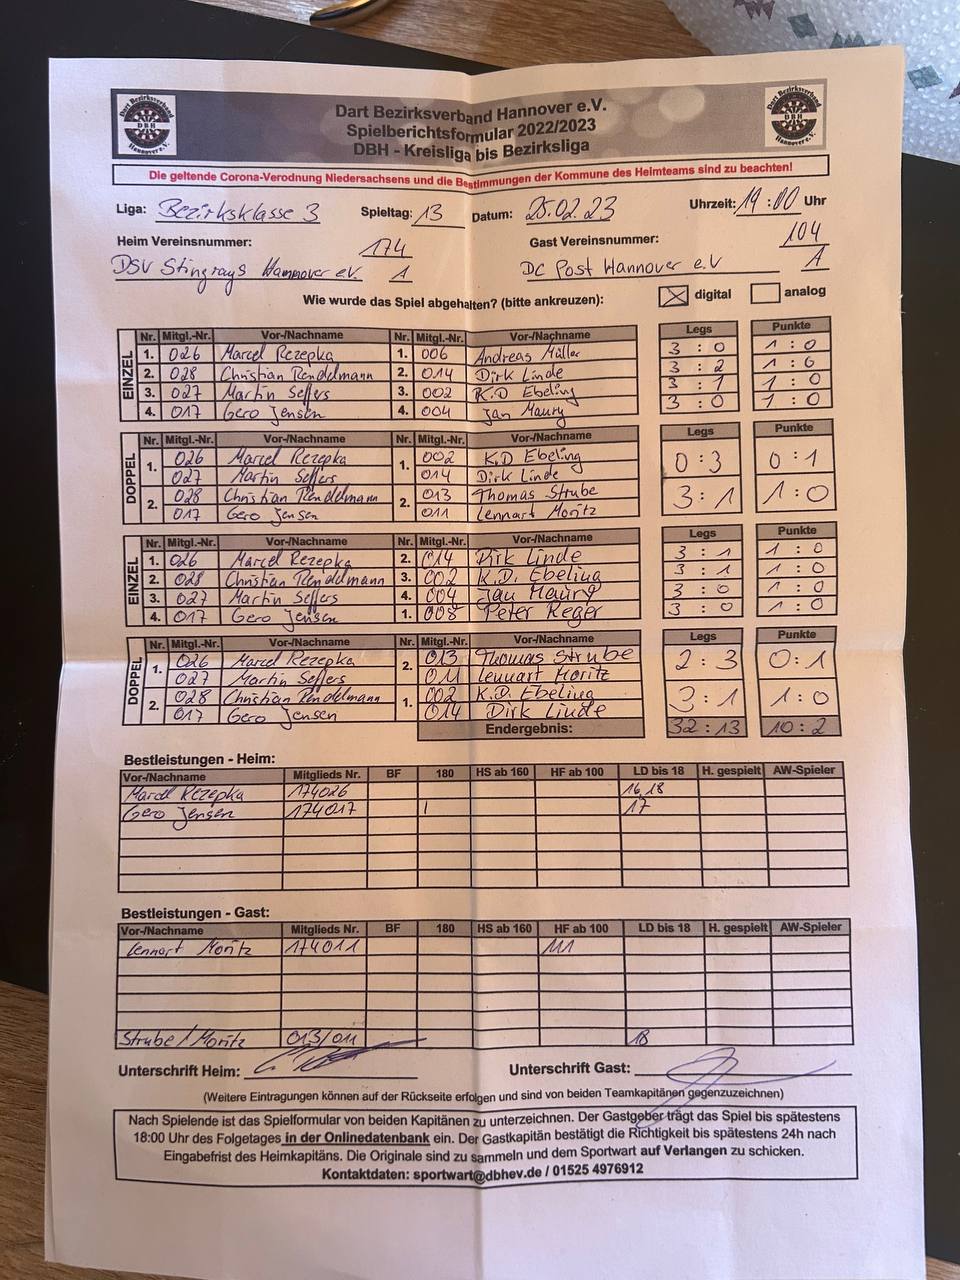 Dart Bezirksverband Hannover e.V.
Spielberichtsformular 2022/2023
DBH - Kreisliga bis Bezirksliga
Die geltende Corona-Verodnung Niedersachsens und die Bestimmungen der Kommune des Heimteams sind zu beachten!
Liga: Bezirksklasse 3 Spieltag: 13 Datum: 25.02.23 Uhrzeit: 19:00 Uhr
Heim Vereinsnummer: 174 Gast Vereinsnummer: 104
DSV Stingrays Hannover e.V. 1 DC Post Hannover e.V 1
Wie wurde das Spiel abgehalten? (bitte ankreuzen): digital analog
EINZEL
Nr. Mitgl.-Nr. Vor-/Nachname Nr. Mitgl.-Nr. Vor-/Nachname Legs Punkte
1. 026 Marcel Rezepka 1. 006 Andreas Müller 3:0 1:0
2. 028 Christian Rendelmann 2. 014 Dirk Linde 3:2 1:0
3. 027 Martin Seffers 3. 002 K.D Ebeling 3:1 1:0
4. 017 Gero Jensen 4. 004 Jan Maury 3:0 1:0
DOPPEL
Nr. Mitgl.-Nr. Vor-/Nachname Nr. Mitgl.-Nr. Vor-/Nachname Legs Punkte
1. 026 Marcel Rezepka 1. 002 K.D Ebeling 0:3 0:1
027 Martin Seffers 014 Dirk Linde
2. 028 Christian Rendelmann 2. 013 Thomas Strube 3:1 1:0
017 Gero Jensen 011 Lennart Moritz
EINZEL
Nr. Mitgl.-Nr. Vor-/Nachname Nr. Mitgl.-Nr. Vor-/Nachname Legs Punkte
1. 026 Marcel Rezepka 2. 014 Dirk Linde 3:1 1:0
2. 028 Christian Rendelmann 3. 002 K.D. Ebeling 3:1 1:0
3. 027 Martin Seffers 4. 004 Jan Maury 3:0 1:0
4. 017 Gero Jensen 1. 008 Peter Reger 3:0 1:0
DOPPEL
Nr. Mitgl.-Nr. Vor-/Nachname Nr. Mitgl.-Nr. Vor-/Nachname Legs Punkte
1. 026 Marcel Rezepka 2. 013 Thomas Strube 2:3 0:1
027 Martin Seffers 011 Lennart Moritz
2. 028 Christian Rendelmann 1. 002 K.D. Ebeling 3:1 1:0
017 Gero Jensen 014 Dirk Linde
Endergebnis: 32:13 10:2
Bestleistungen - Heim:
Vor-/Nachname Mitglieds Nr. BF 180 HS ab 160 HF ab 100 LD bis 18 H. gespielt AW-Spieler
Marcel Rezepka 174026 16,18
Gero Jensen 174017 1 17
Bestleistungen - Gast:
Vor-/Nachname Mitglieds Nr. BF 180 HS ab 160 HF ab 100 LD bis 18 H. gespielt AW-Spieler
Lennart Moritz 174011 111
Strube/Moritz 013/011 18
Unterschrift Heim: Unterschrift Gast:
(Weitere Eintragungen können auf der Rückseite erfolgen und sind von beiden Teamkapitänen gegenzuzeichnen)
Nach Spielende ist das Spielformular von beiden Kapitänen zu unterzeichnen. Der Gastgeber trägt das Spiel bis spätestens
18:00 Uhr des Folgetages in der Onlinedatenbank ein. Der Gastkapitän bestätigt die Richtigkeit bis spätestens 24h nach
Eingabefrist des Heimkapitäns. Die Originale sind zu sammeln und dem Sportwart auf Verlangen zu schicken.
Kontaktdaten: sportwart@dbhev.de / 01525 4976912